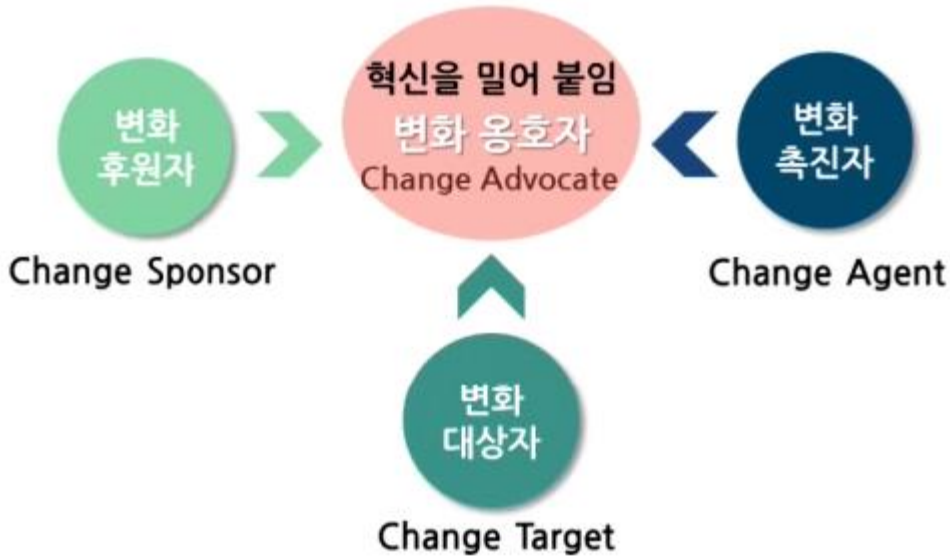 혁신을 밀어 붙임
변화 옹호자
Change Advocate
변화
후원자
Change Sponsor
변화
촉진자
Change Agent
변화
대상자
Change Target